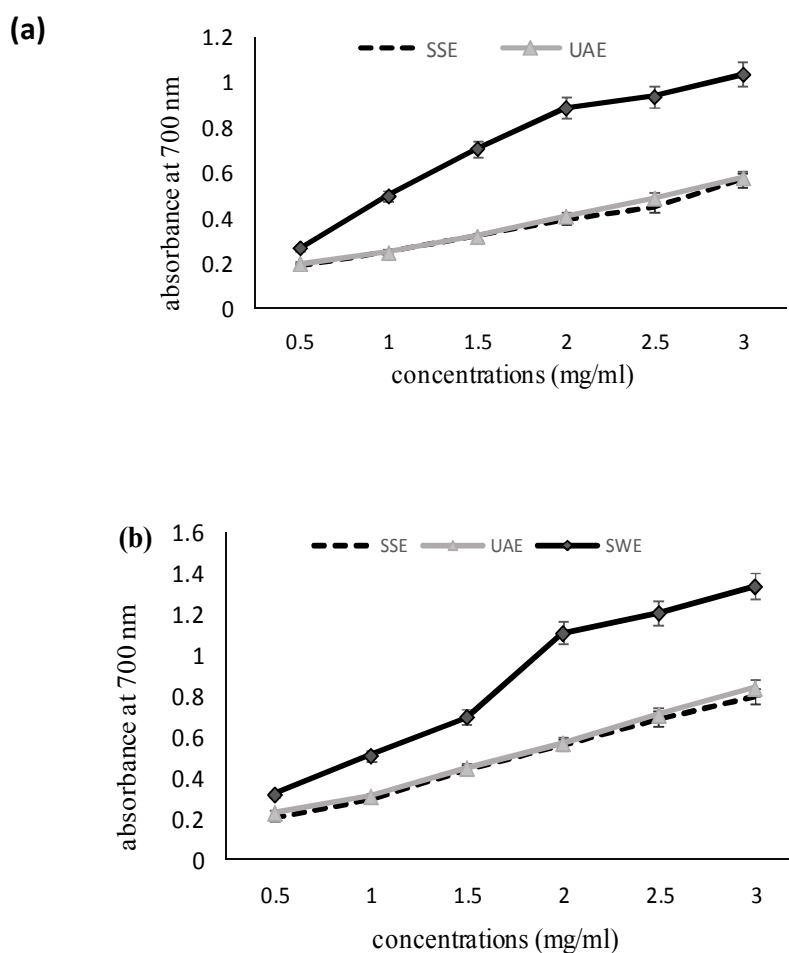 (a)
SSE UAE
1.2
1
0.8
0.6
0.4
0.2
0
absorbance at 700 nm
0.5 1 1.5 2 2.5 3
concentrations (mg/ml)
(b)
SSE UAE SWE
1.6
1.4
1.2
1
0.8
0.6
0.4
0.2
0
absorbance at 700 nm
0.5 1 1.5 2 2.5 3
concentrations (mg/ml)